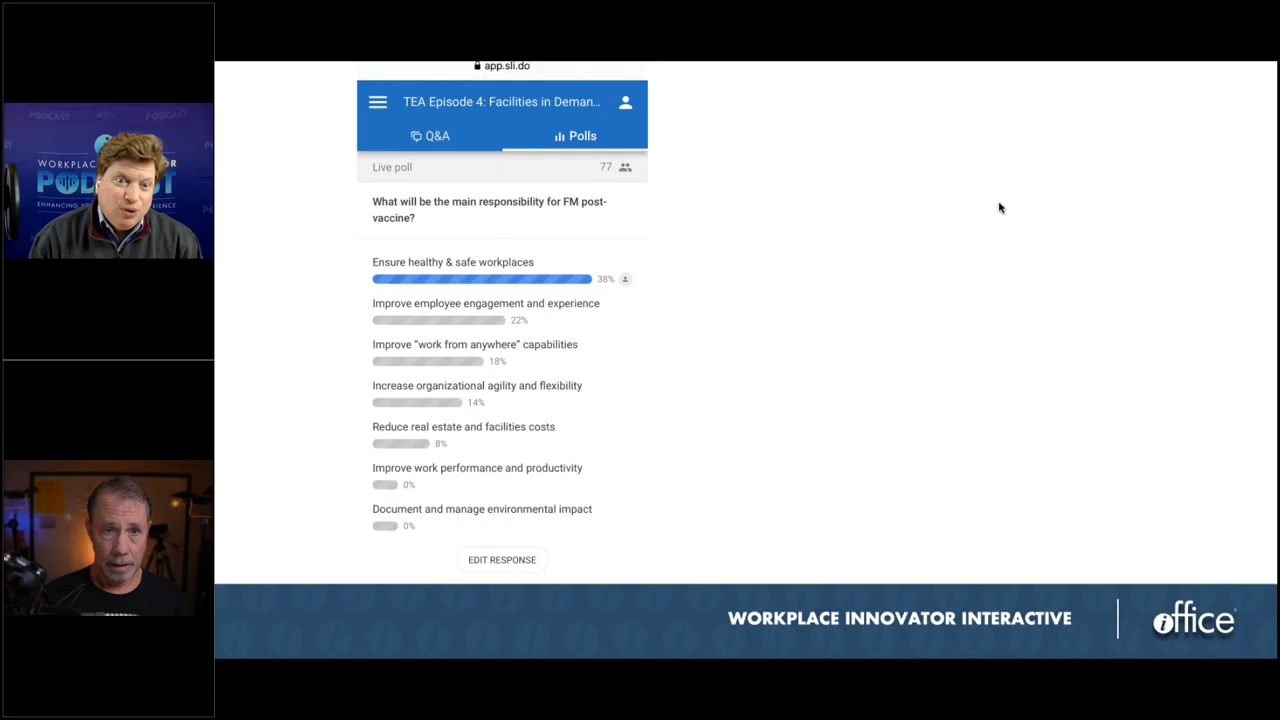 app.sli.do
TEA Episode 4: Facilities in Deman...
Q&A
Polls
Live poll
77
What will be the main responsibility for FM post-
vaccine?
Ensure healthy & safe workplaces
38%
Improve employee engagement and experience
22%
Improve “work from anywhere” capabilities
18%
Increase organizational agility and flexibility
14%
Reduce real estate and facilities costs
8%
Improve work performance and productivity
0%
Document and manage environmental impact
0%
EDIT RESPONSE
WORKPLACE INNOVATOR INTERACTIVE
iOffice
PODCAST
PODCAST